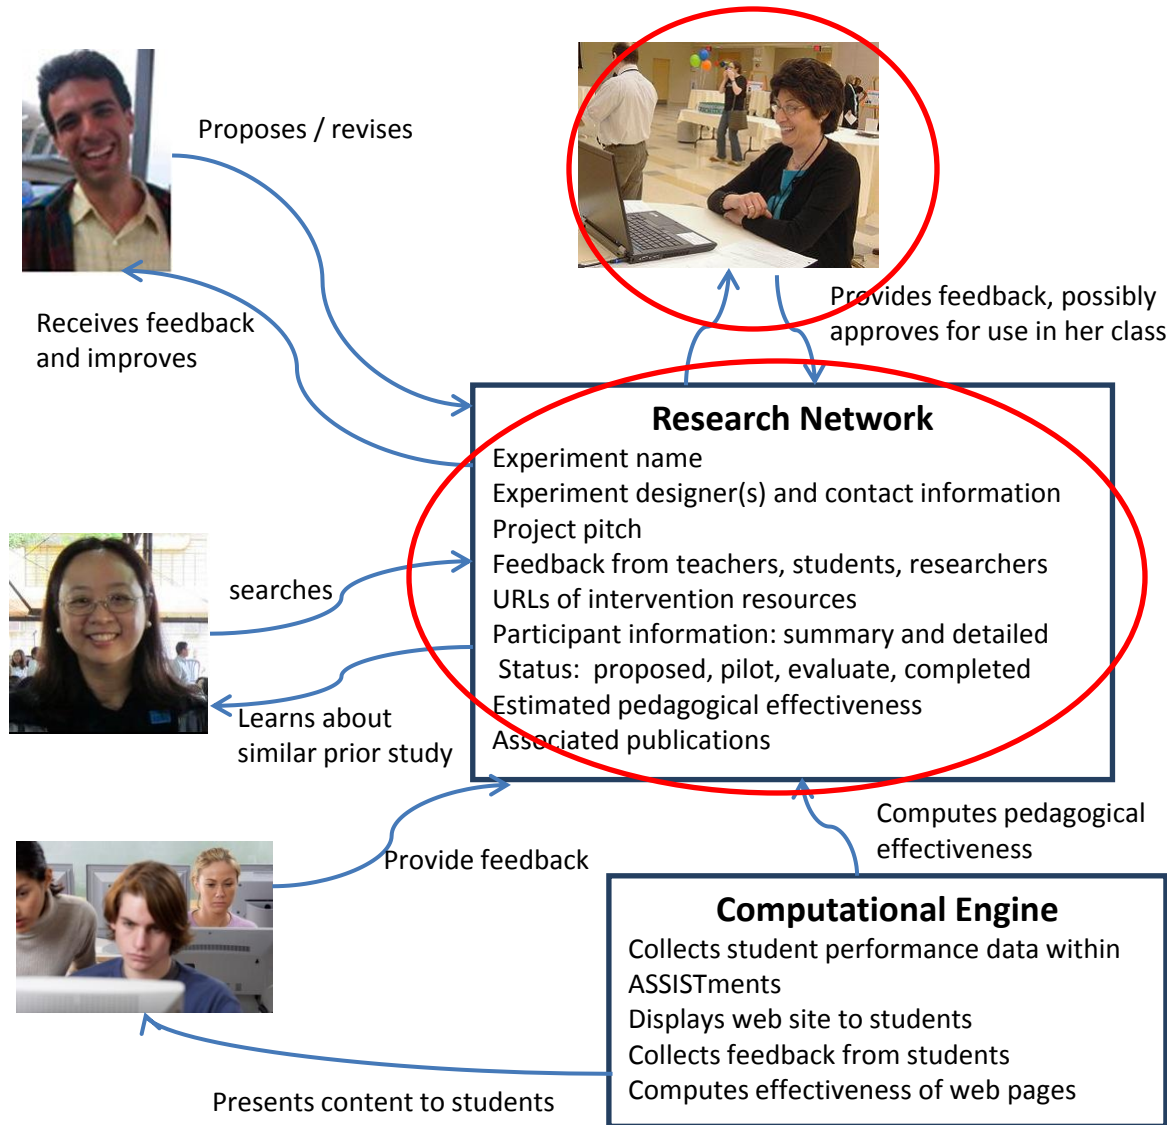 Proposes / revises
Receives feedback
and improves
Provides feedback, possibly
approves for use in her class
Research Network
Experiment name
Experiment designer(s) and contact information
Project pitch
Feedback from teachers, students, researchers
URLs of intervention resources
Participant information: summary and detailed
Status:  proposed, pilot, evaluate, completed
Estimated pedagogical effectiveness
Associated publications
searches
Learns about
similar prior study
Provide feedback
Computes pedagogical
effectiveness
Computational Engine
Collects student performance data within
ASSISTments
Displays web site to students
Collects feedback from students
Computes effectiveness of web pages
Presents content to students